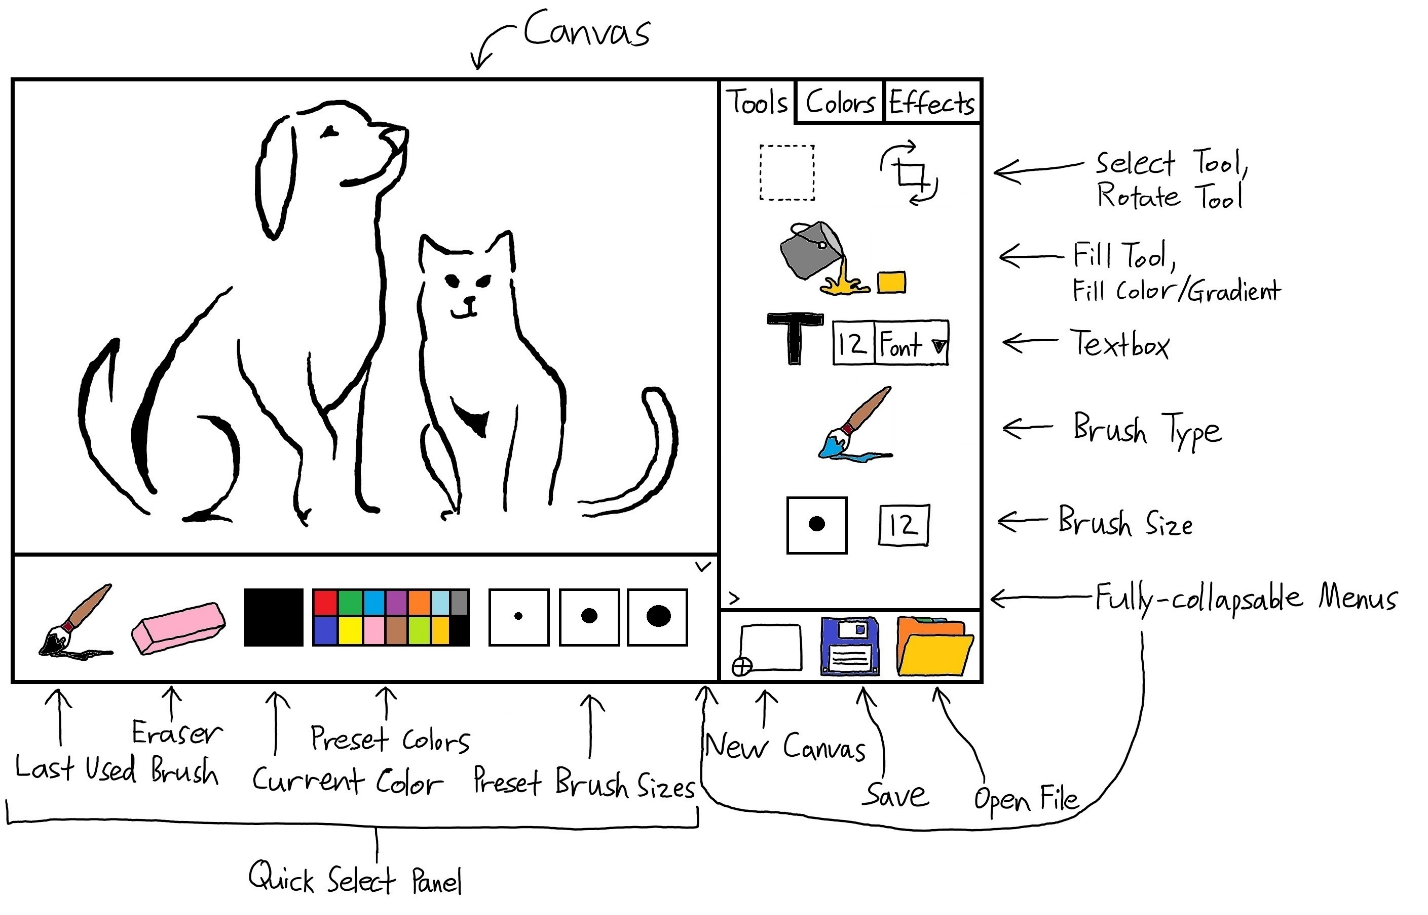 Canvas
Tools Colors Effects
Select Tool,
Rotate Tool
Fill Tool,
Fill Color/Gradient
12 Font
Textbox
Brush Type
12
Brush Size
Fully-collapsable Menus
Eraser
Last Used Brush
Preset Colors
Current Color
Preset Brush Sizes
New Canvas
Save
Open File
Quick Select Panel